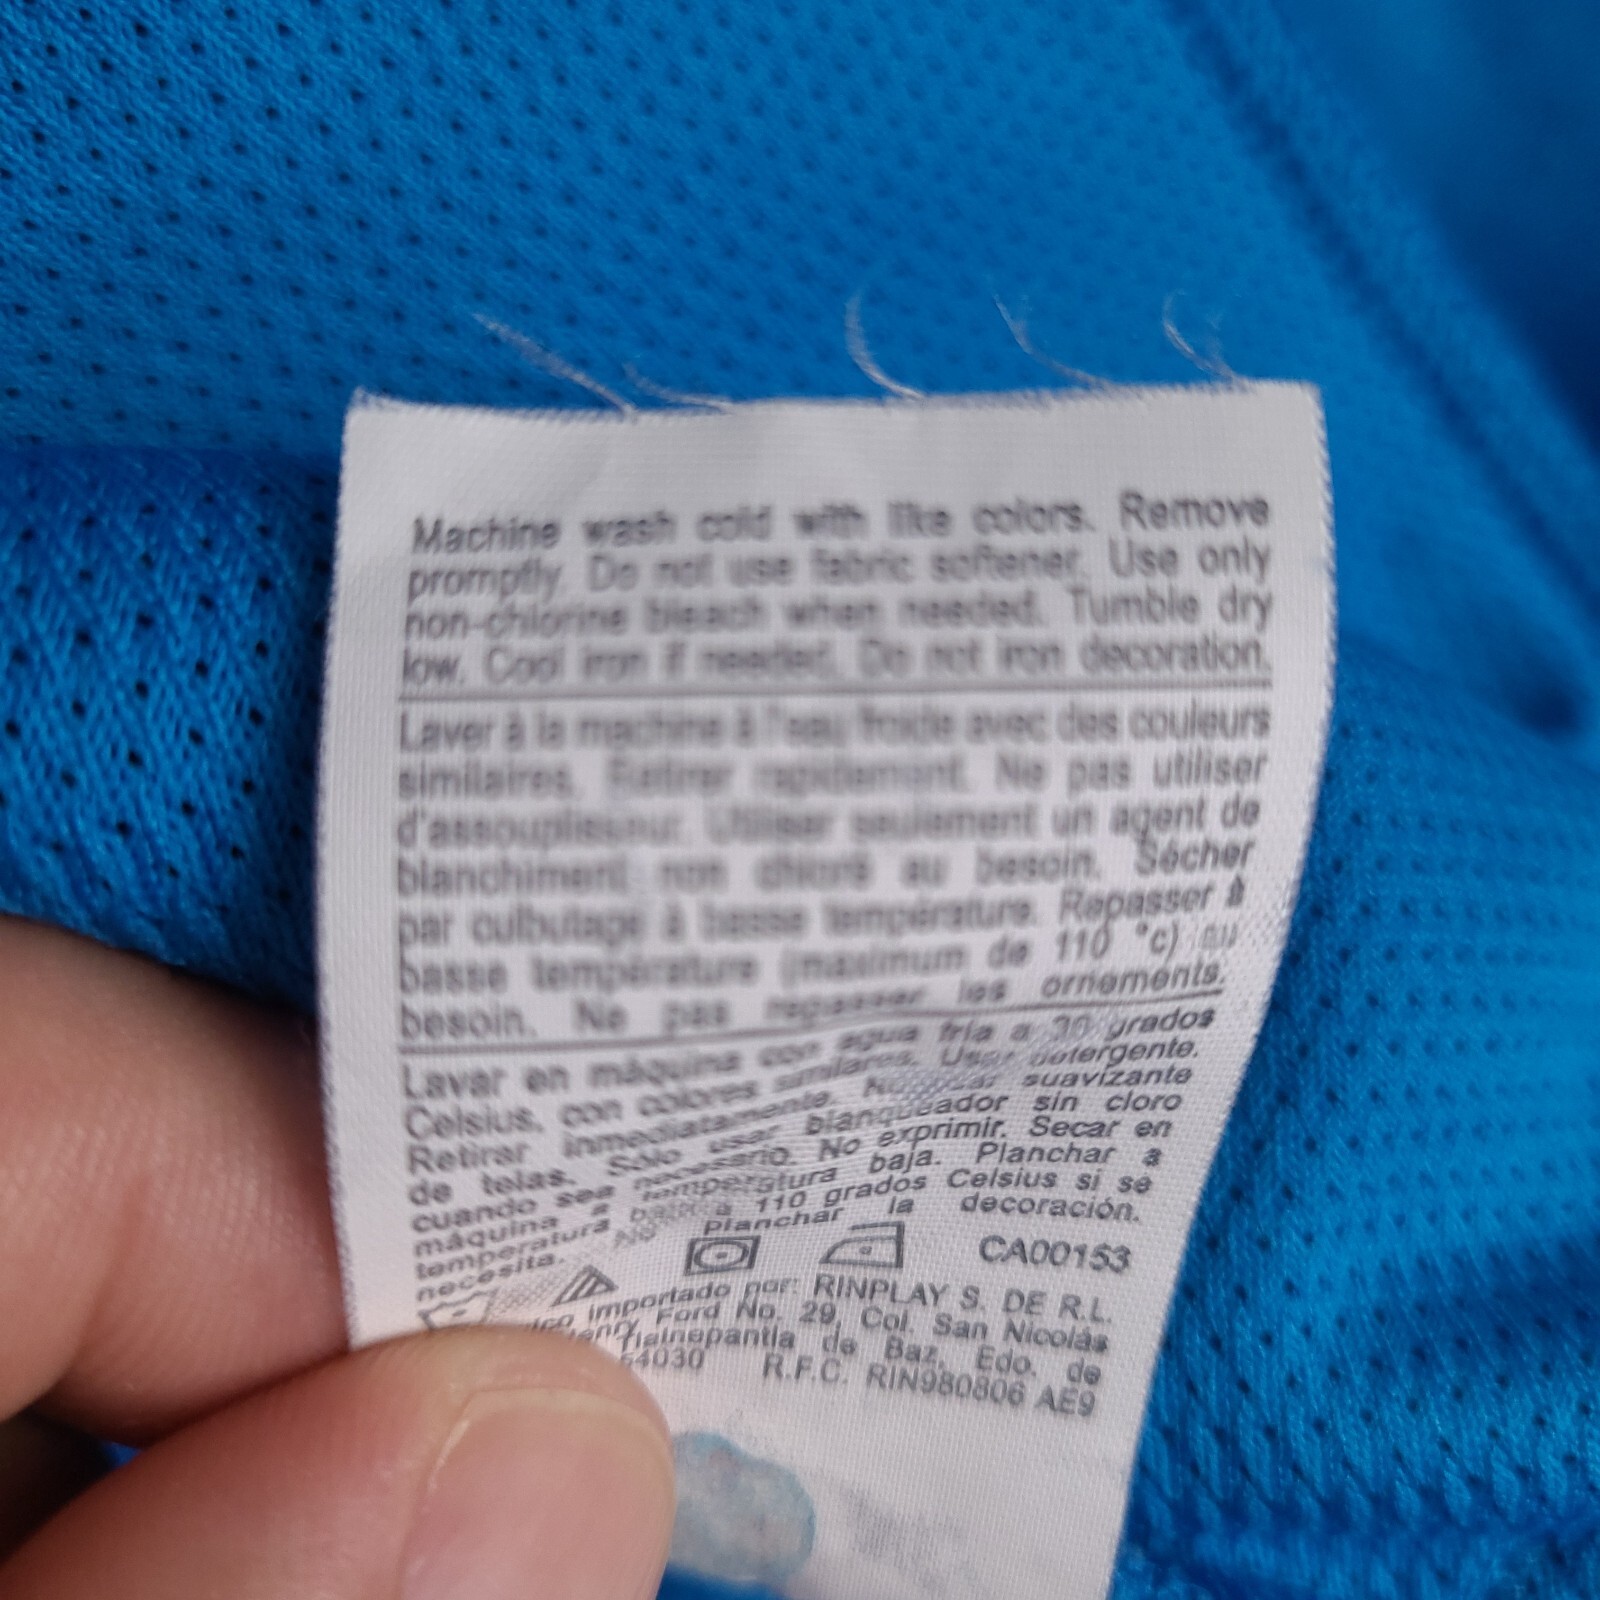 Machine wash cold with like colors. Remove
promptly. Do not use fabric softener. Use only
non-chlorine bleach when needed. Tumble dry
low. Cool iron if needed. Do not iron decoration.
Laver à la machine à l'eau froide avec des couleurs
similaires. Retirer rapidement. Ne pas utiliser
d'assouplisseur. Utiliser seulement un agent de
blanchiment non chloré au besoin. Sécher
par culbutage à basse température. Repasser à
basse température (maximum de 110 °c) au
besoin. Ne pas repasser les ornements.
Lavar en máquina con agua fría a 30 grados
Celsius, con colores similares. Usar detergente.
Retirar inmediatamente. No usar suavizante
de telas. Sólo usar blanqueador sin cloro
cuando sea necesario. No exprimir. Secar en
máquina a temperatura baja. Planchar a
temperatura baja a 110 grados Celsius si se
necesita. No Planchar la decoración.
CA00153
importado por: RINPLAY S. DE R.L.
Ford No. 29, Col. San Nicolás
Tlalnepantla de Baz, Edo. de
54030 R.F.C. RIN980806 AE9